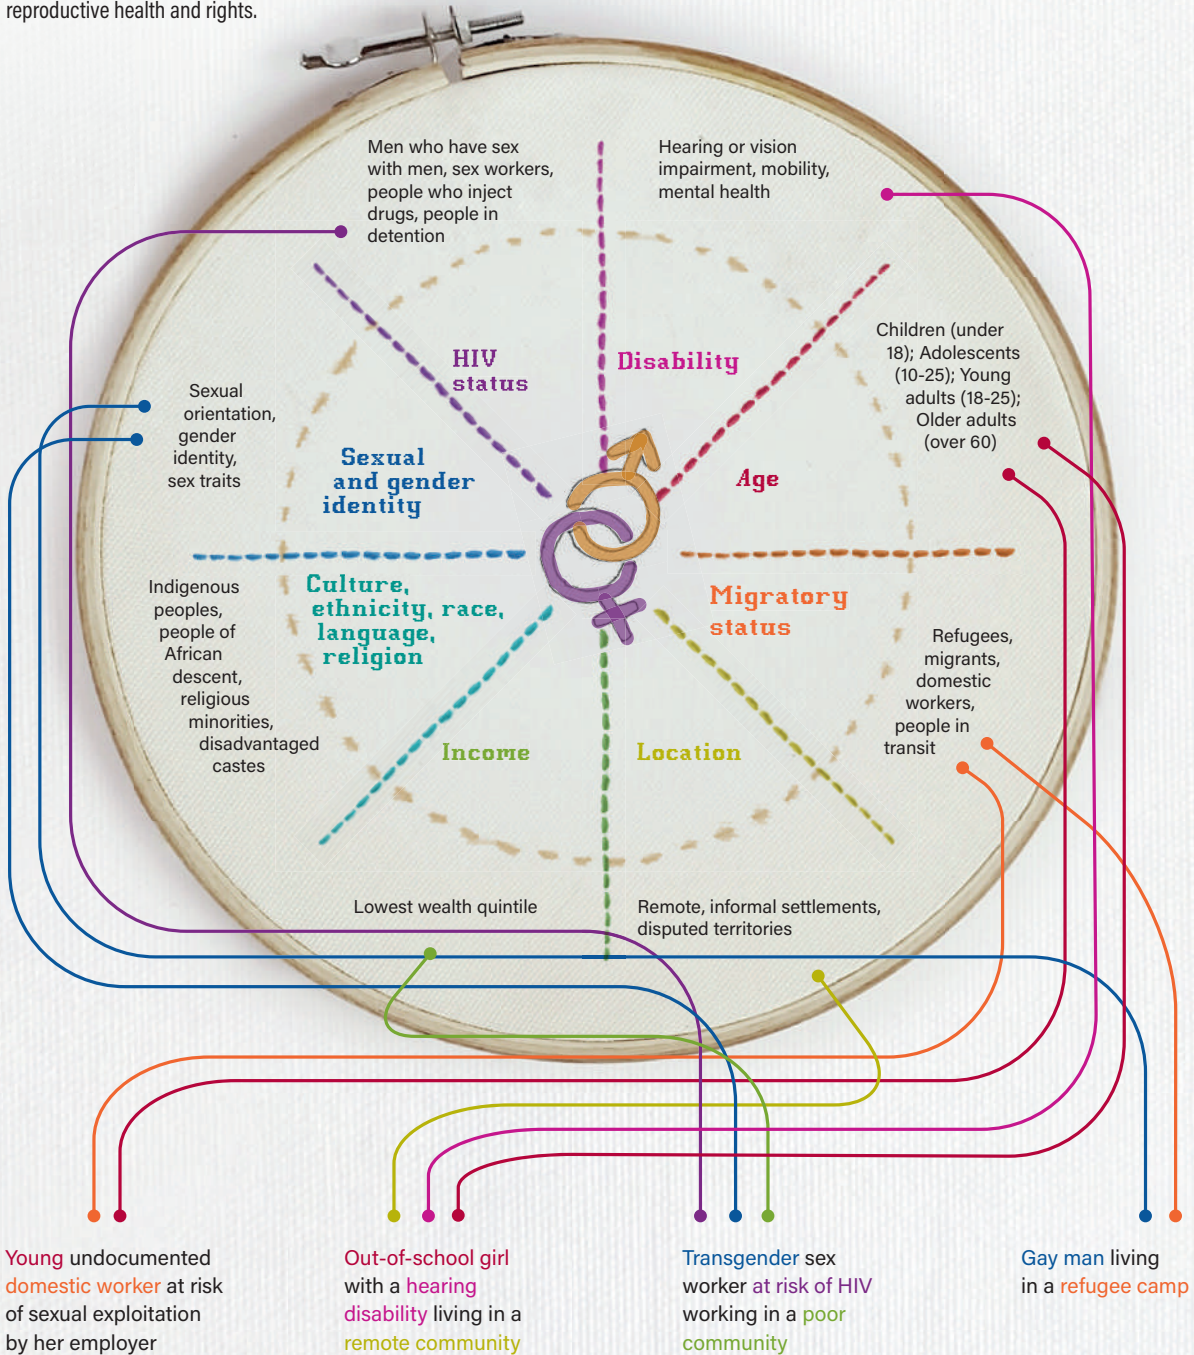 reproductive health and rights.
Men who have sex
with men, sex workers,
people who inject
drugs, people in
detention
Hearing or vision
impairment, mobility,
mental health
HIV
status
Disability
Children (under
18); Adolescents
(10-25); Young
adults (18-25);
Older adults
(over 60)
Sexual
orientation,
gender
identity,
sex traits
Sexual
and gender
identity
Age
Indigenous
peoples,
people of
African
descent,
religious
minorities,
disadvantaged
castes
Culture,
ethnicity, race,
language,
religion
Migratory
status
Refugees,
migrants,
domestic
workers,
people in
transit
Income
Location
Lowest wealth quintile
Remote, informal settlements,
disputed territories
Young undocumented
domestic worker at risk
of sexual exploitation
by her employer
Out-of-school girl
with a hearing
disability living in a
remote community
Transgender sex
worker at risk of HIV
working in a poor
community
Gay man living
in a refugee camp